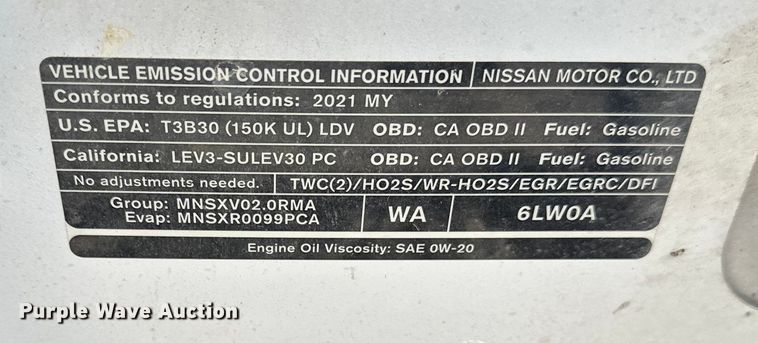 VEHICLE EMISSION CONTROL INFORMATION NISSAN MOTOR CO., LTD
Conforms to regulations: 2021 MY
U.S. EPA: T3B30 (150K UL) LDV OBD: CA OBD II Fuel: Gasoline
California: LEV3-SULEV30 PC OBD: CA OBD II Fuel: Gasoline
No adjustments needed. TWC(2)/HO2S/WR-HO2S/EGR/EGRC/DFI
Group: MNSXV02.0RMA
Evap: MNSXR0099PCA
WA
6LW0A
Engine Oil Viscosity: SAE 0W-20
Purple Wave Auction